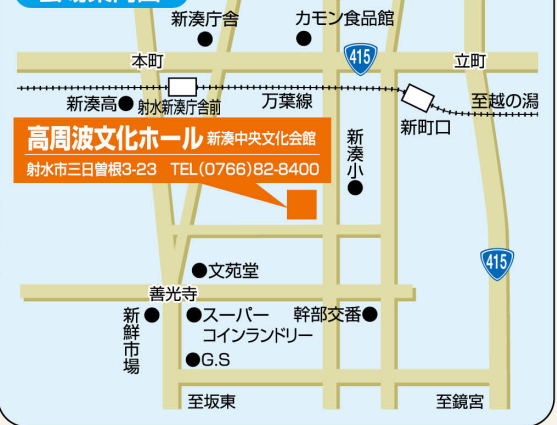 会場案内図
新湊庁舎
カモン食品館
415
本町
立町
新湊高
射水新湊庁舎前
万葉線
新町口
至越の潟
高周波文化ホール 新湊中央文化会館
射水市三日曽根3-23 TEL(0766)82-8400
新湊小
文苑堂
415
善光寺
新鮮市場
スーパー
コインランドリー
幹部交番
G.S
至坂東
至鏡宮